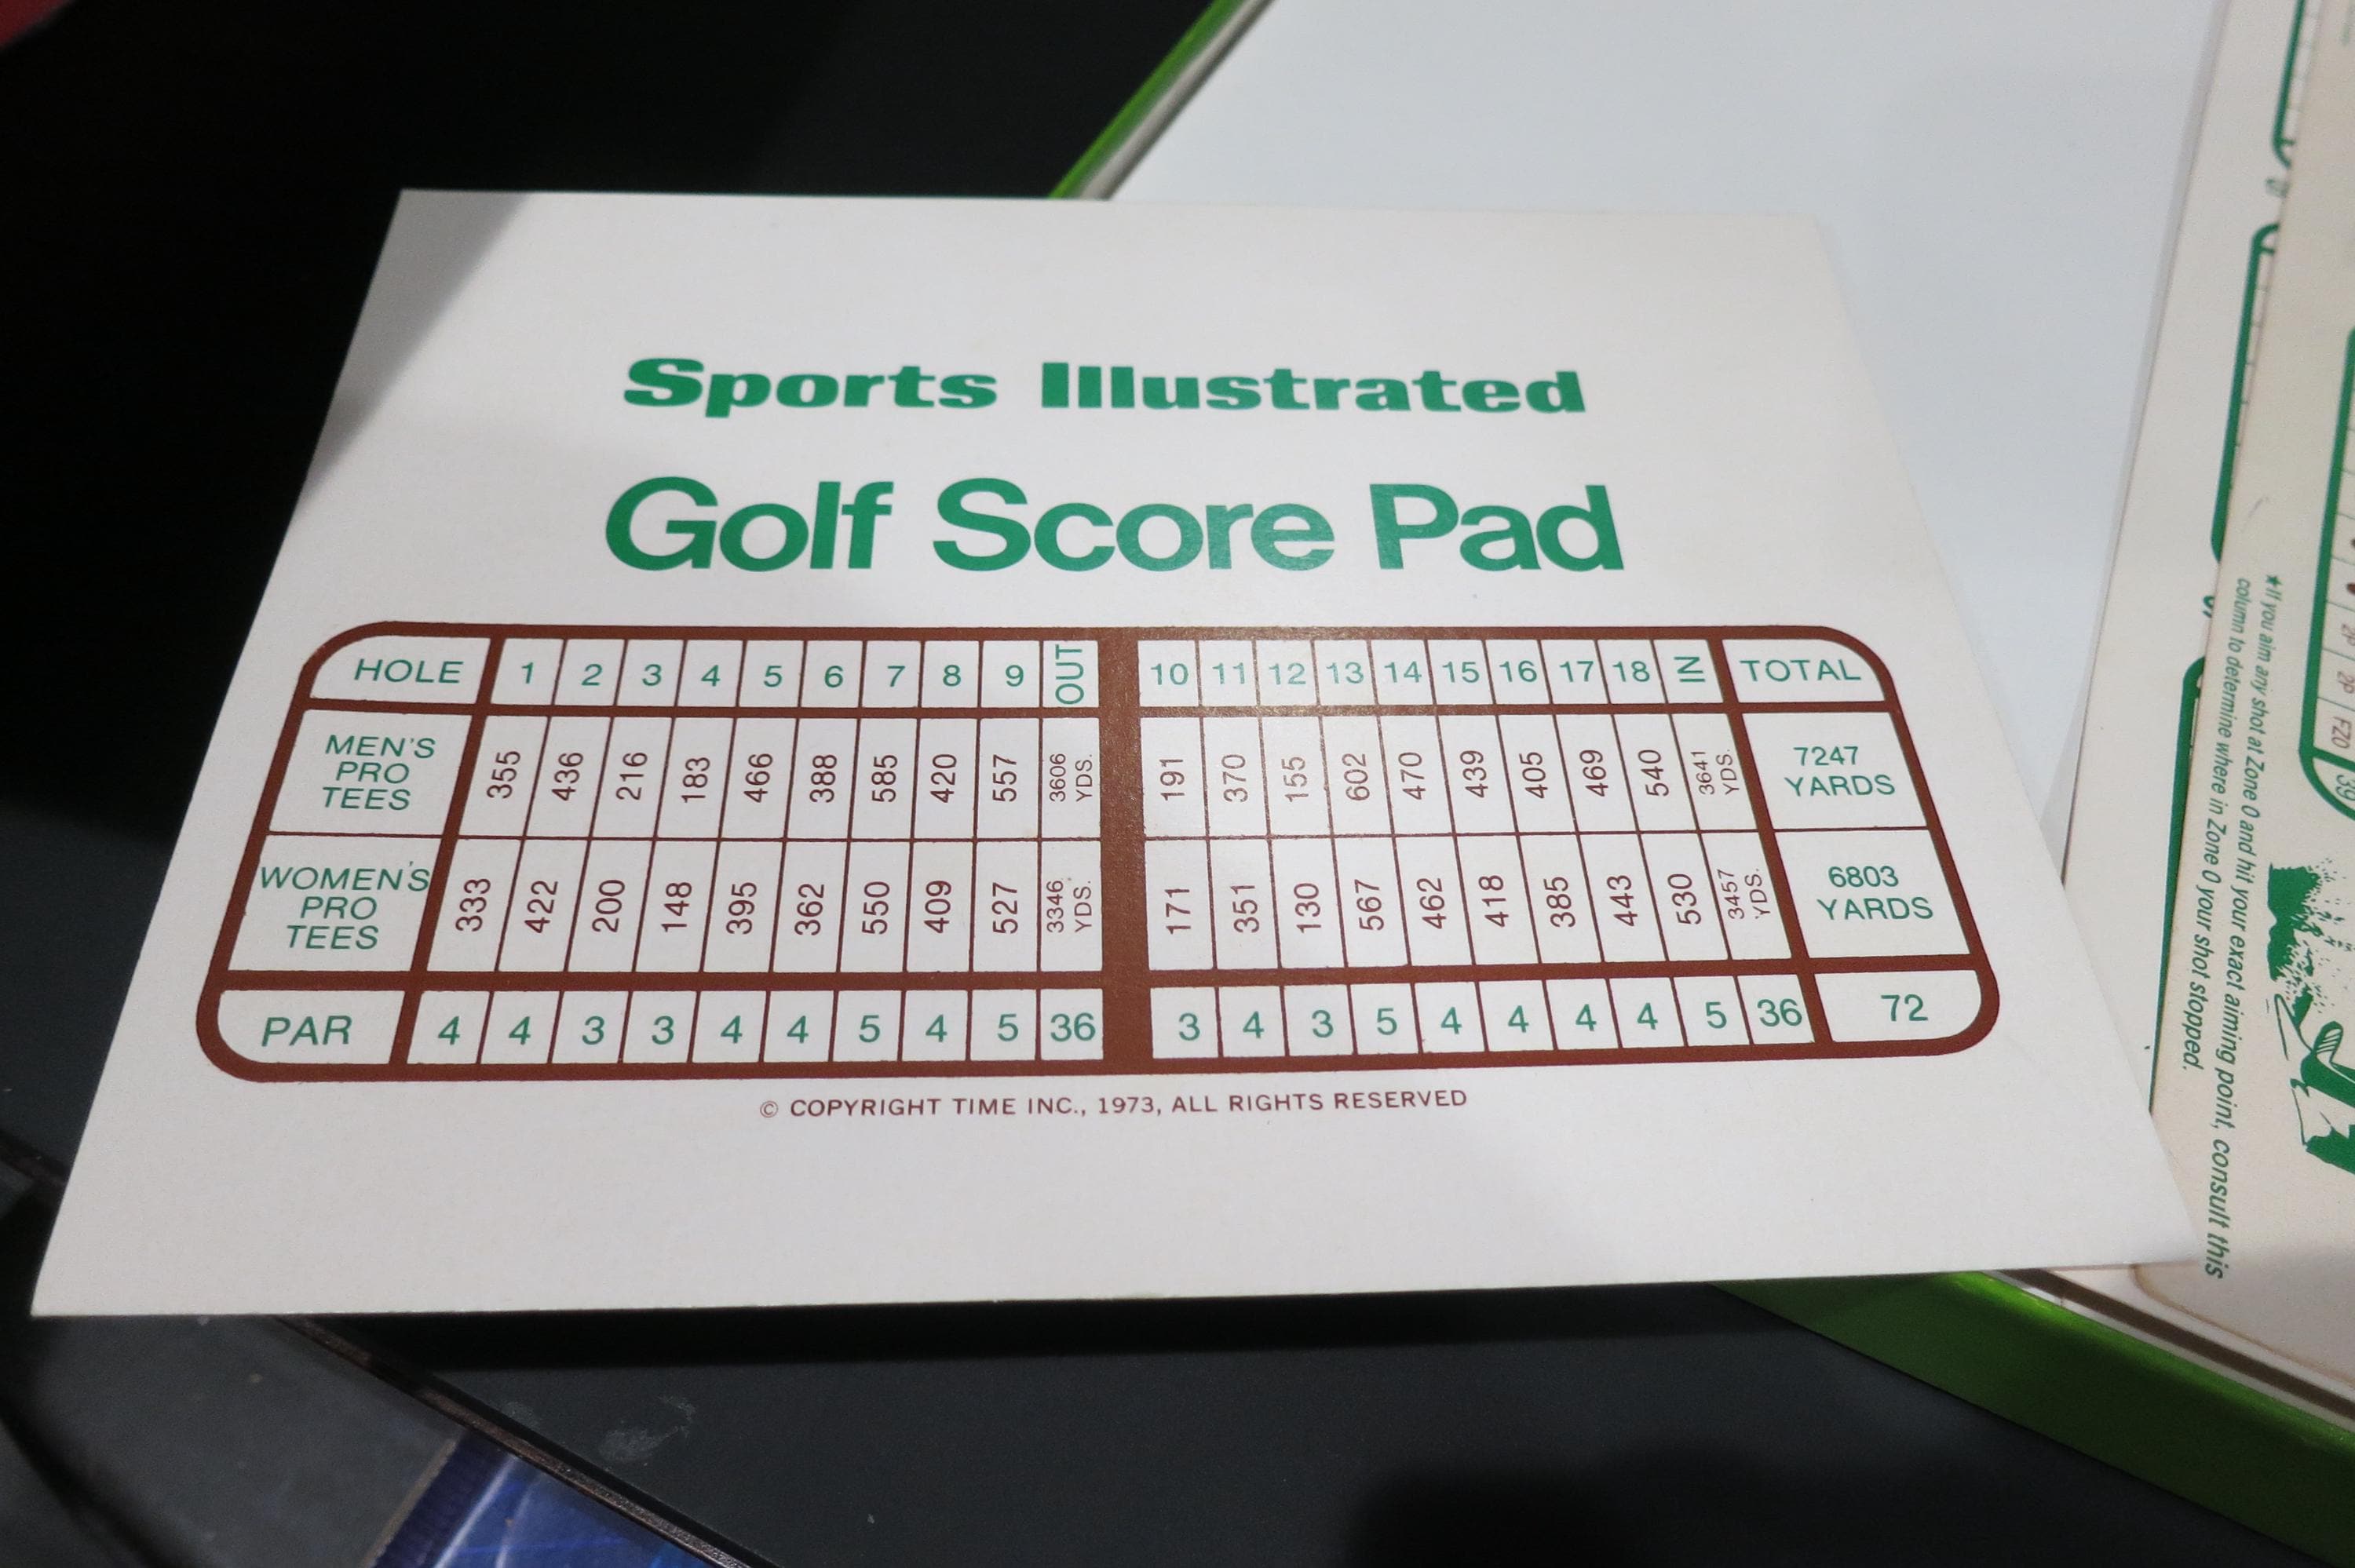 Sports Illustrated
Golf Score Pad
HOLE 1 2 3 4 5 6 7 8 9 OUT 10 11 12 13 14 15 16 17 18 IN TOTAL
MEN'S PRO TEES 355 436 216 183 466 388 585 420 557 3606 YDS. 191 370 155 602 470 439 405 469 540 3641 YDS. 7247 YARDS
WOMEN'S PRO TEES 333 422 200 148 395 362 550 409 527 3346 YDS. 171 351 130 567 462 418 385 443 530 3457 YDS. 6803 YARDS
PAR 4 4 3 3 4 4 5 4 5 36 3 4 3 5 4 4 4 4 5 36 72
© COPYRIGHT TIME INC., 1973, ALL RIGHTS RESERVED
★If you aim any shot at Zone 0 and hit your exact aiming point, consult this
column to determine where in Zone 0 your shot stopped.
F20
39